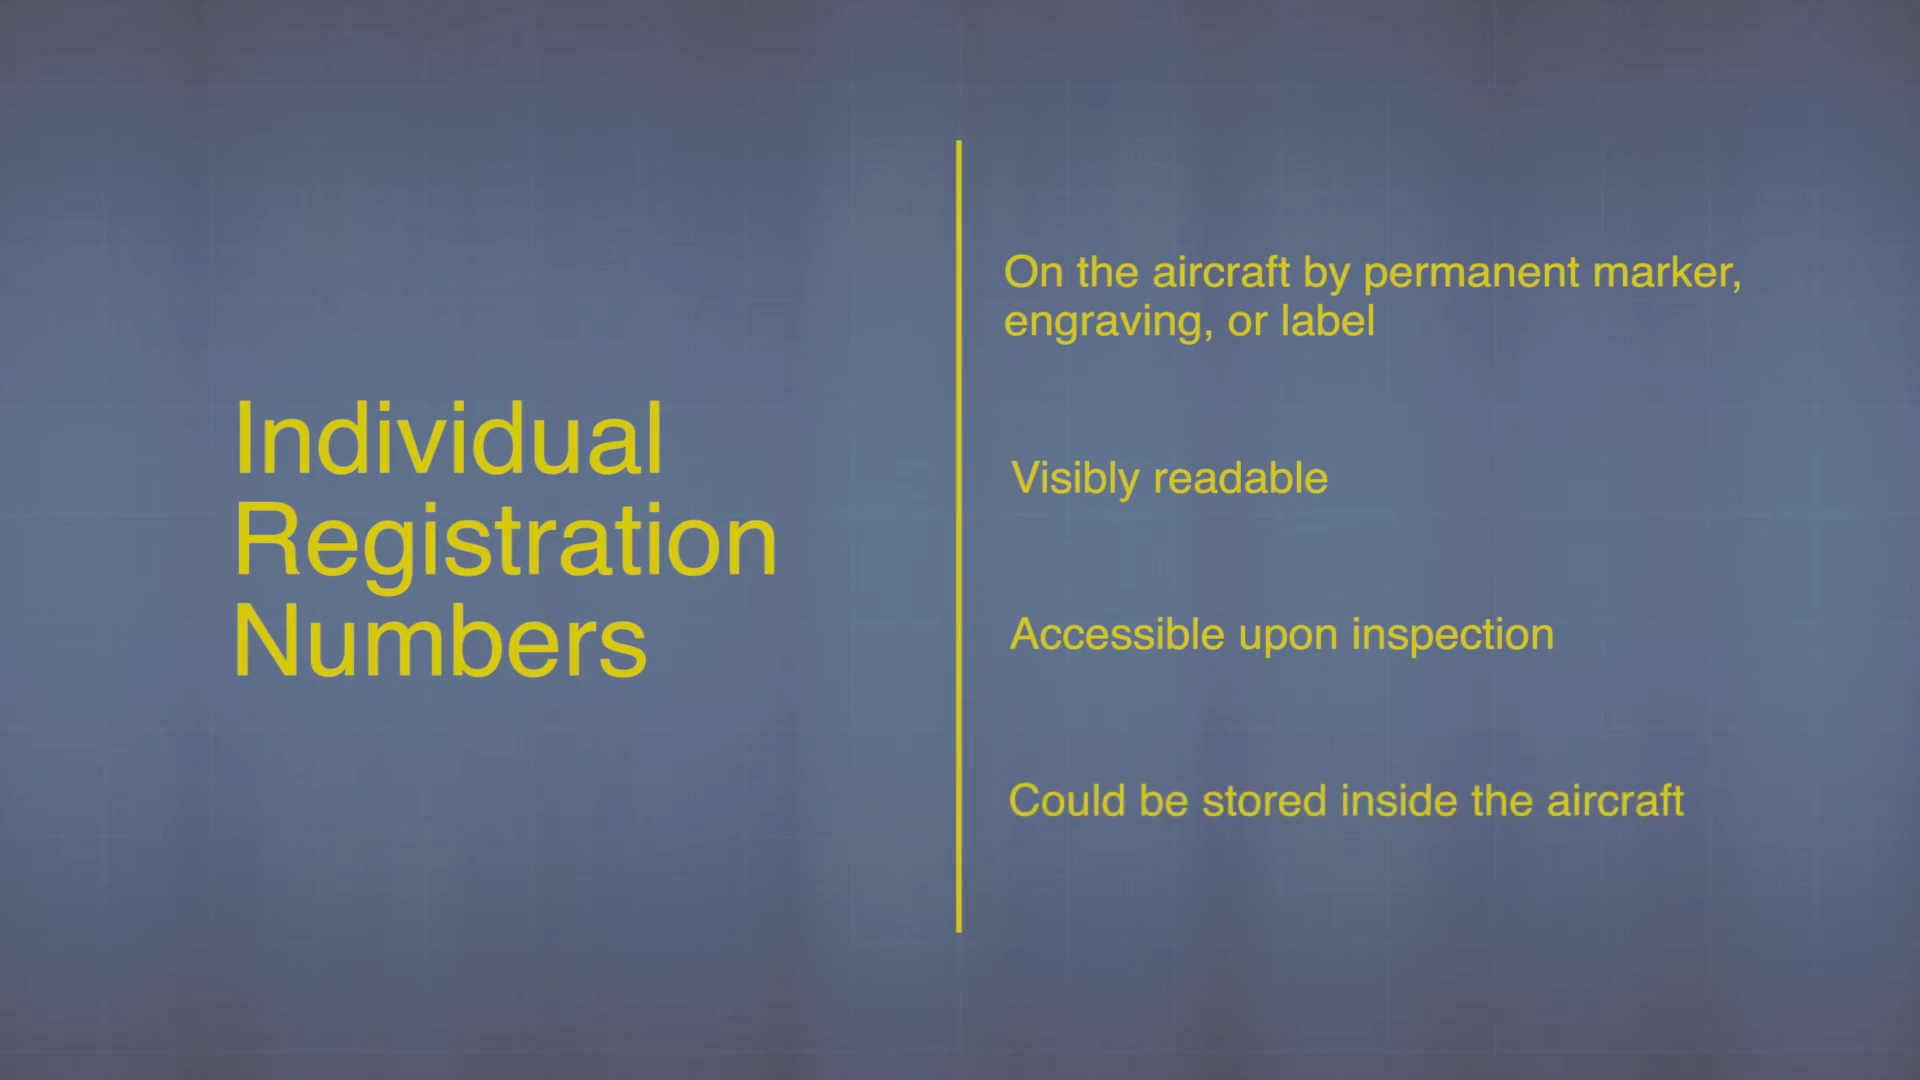 Individual
Registration
Numbers
On the aircraft by permanent marker,
engraving, or label
Visibly readable
Accessible upon inspection
Could be stored inside the aircraft